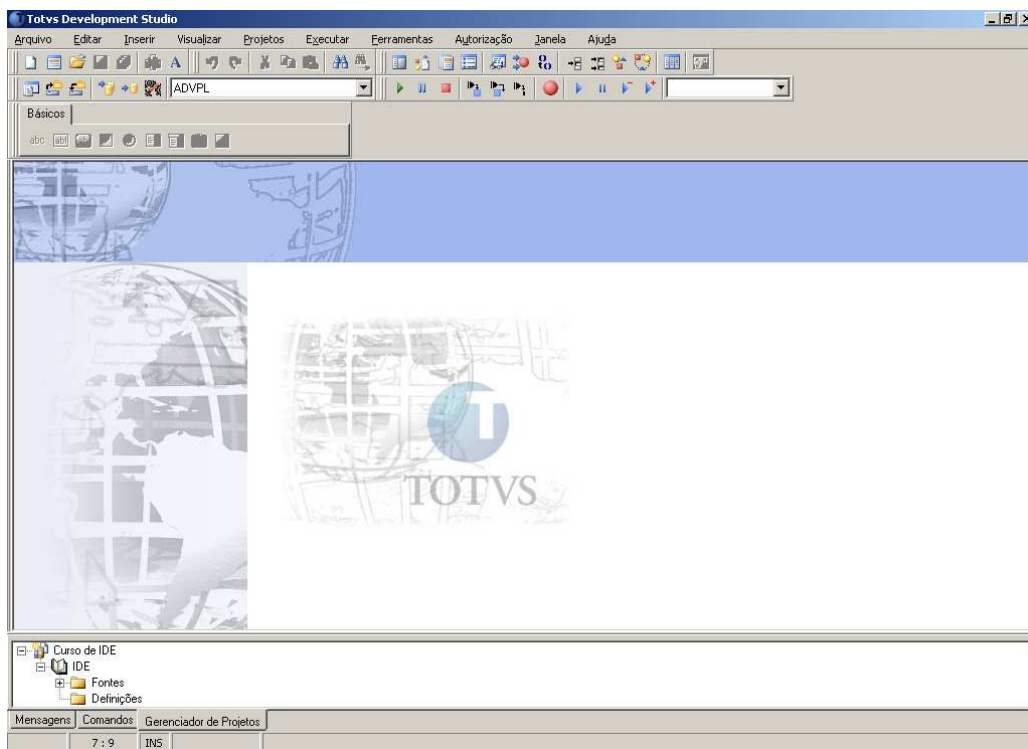 Totvs Development Studio
Arquivo Editar Inserir Visualizar Projetos Executar Ferramentas Autorização Janela Ajuda
ADVPL
Básicos
abc abl
TOTVS
Curso de IDE
IDE
Fontes
Definições
Mensagens Comandos Gerenciador de Projetos
7 : 9 INS